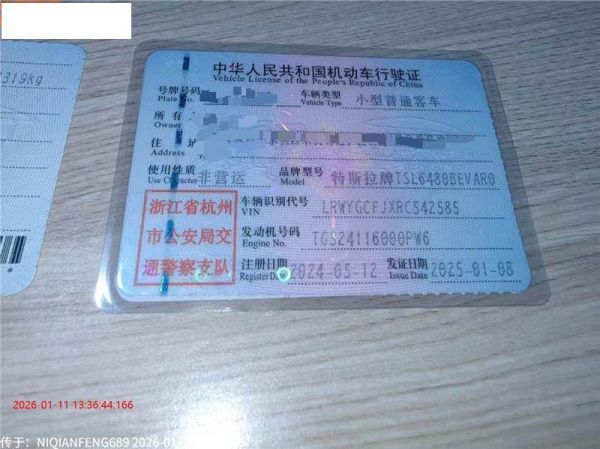 319kg
中华人民共和国机动车行驶证
Vehicle License of the People's Republic of China
号牌号码
Plate No.
车辆类型 小型普通客车
Vehicle Type
所有
Owner
住 址
Address
使用性质 非营运
Use Character
品牌型号 特斯拉牌TSL6480BEVAR0
Model
浙江省杭州
市公安局交
通警察支队
车辆识别代号 LRWYGCFJXRC542585
VIN
发动机号码 TGS24116000PW6
Engine No.
注册日期 2024-05-12
Register Date
发证日期 2025-01-08
Issue Date
2026-01-11 13:36:44:166
传于：NIQIANFENG689 2026-01